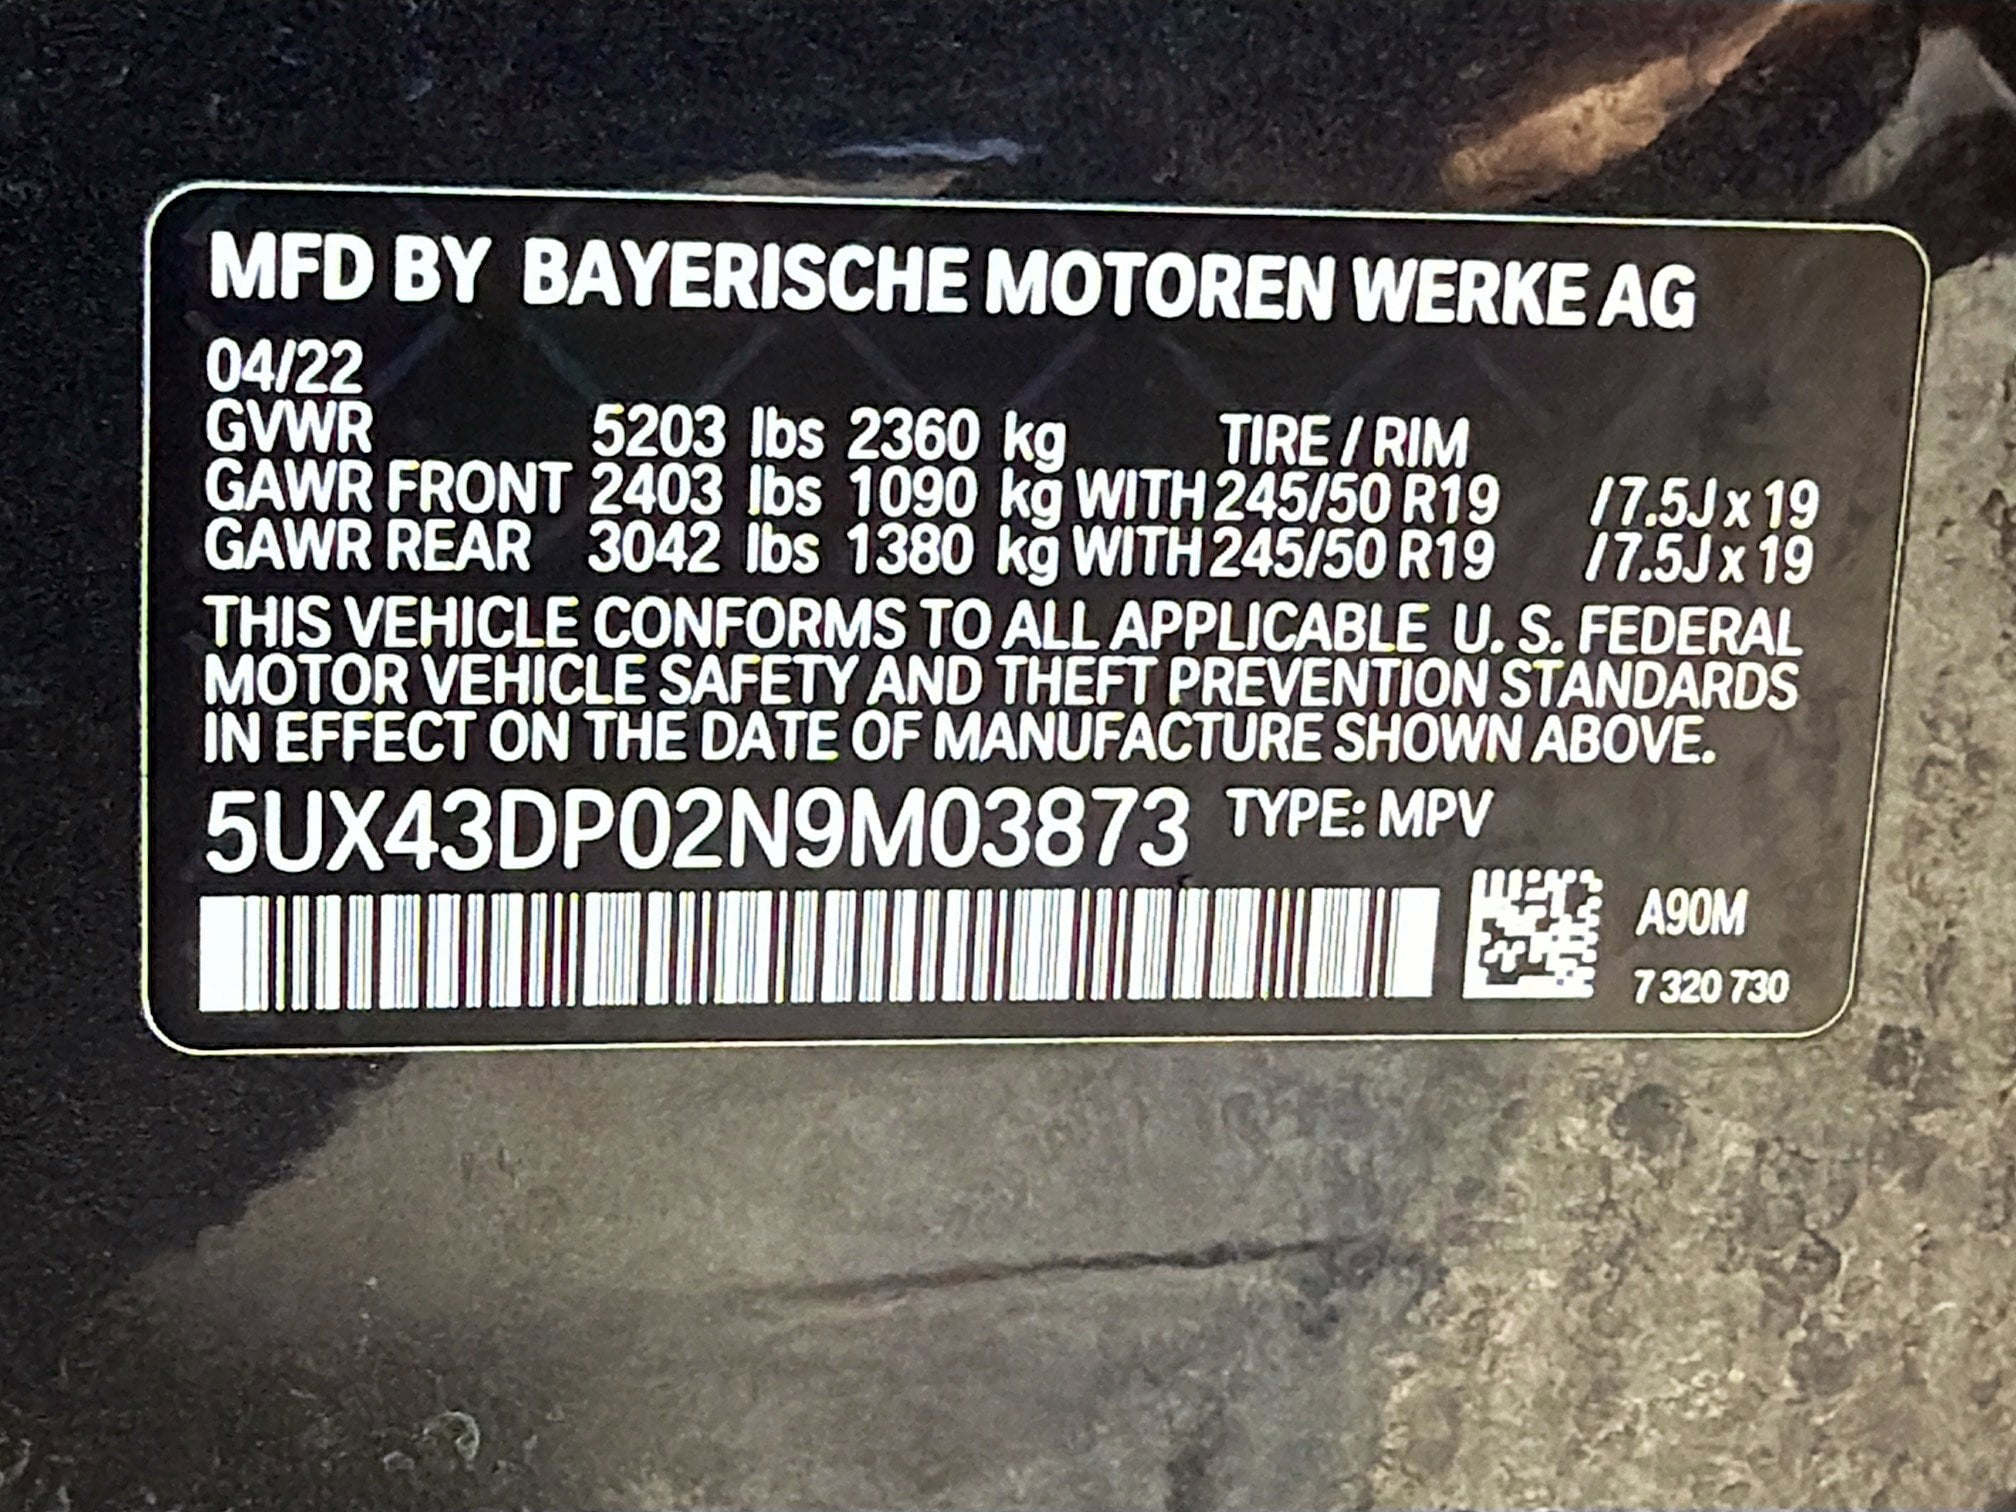 MFD BY BAYERISCHE MOTOREN WERKE AG
04/22
GVWR 5203 lbs 2360 kg TIRE / RIM
GAWR FRONT 2403 lbs 1090 kg WITH 245/50 R19 /7.5J x 19
GAWR REAR 3042 lbs 1380 kg WITH 245/50 R19 /7.5J x 19
THIS VEHICLE CONFORMS TO ALL APPLICABLE U. S. FEDERAL
MOTOR VEHICLE SAFETY AND THEFT PREVENTION STANDARDS
IN EFFECT ON THE DATE OF MANUFACTURE SHOWN ABOVE.
5UX43DP02N9M03873 TYPE: MPV
A90M
7 320 730